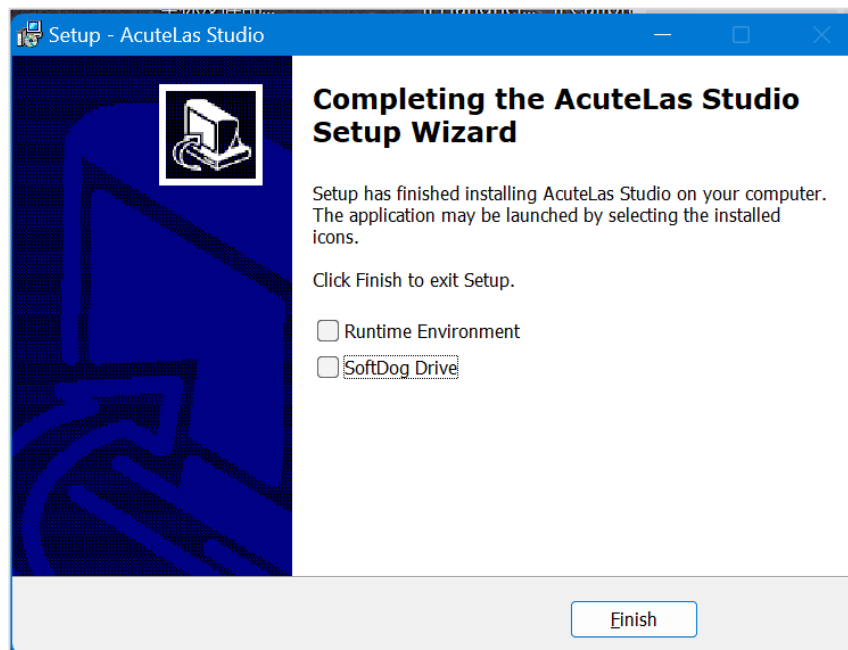 Setup - AcuteLas Studio
Completing the AcuteLas Studio
Setup Wizard
Setup has finished installing AcuteLas Studio on your computer.
The application may be launched by selecting the installed
icons.
Click Finish to exit Setup.
Runtime Environment
SoftDog Drive
Finish